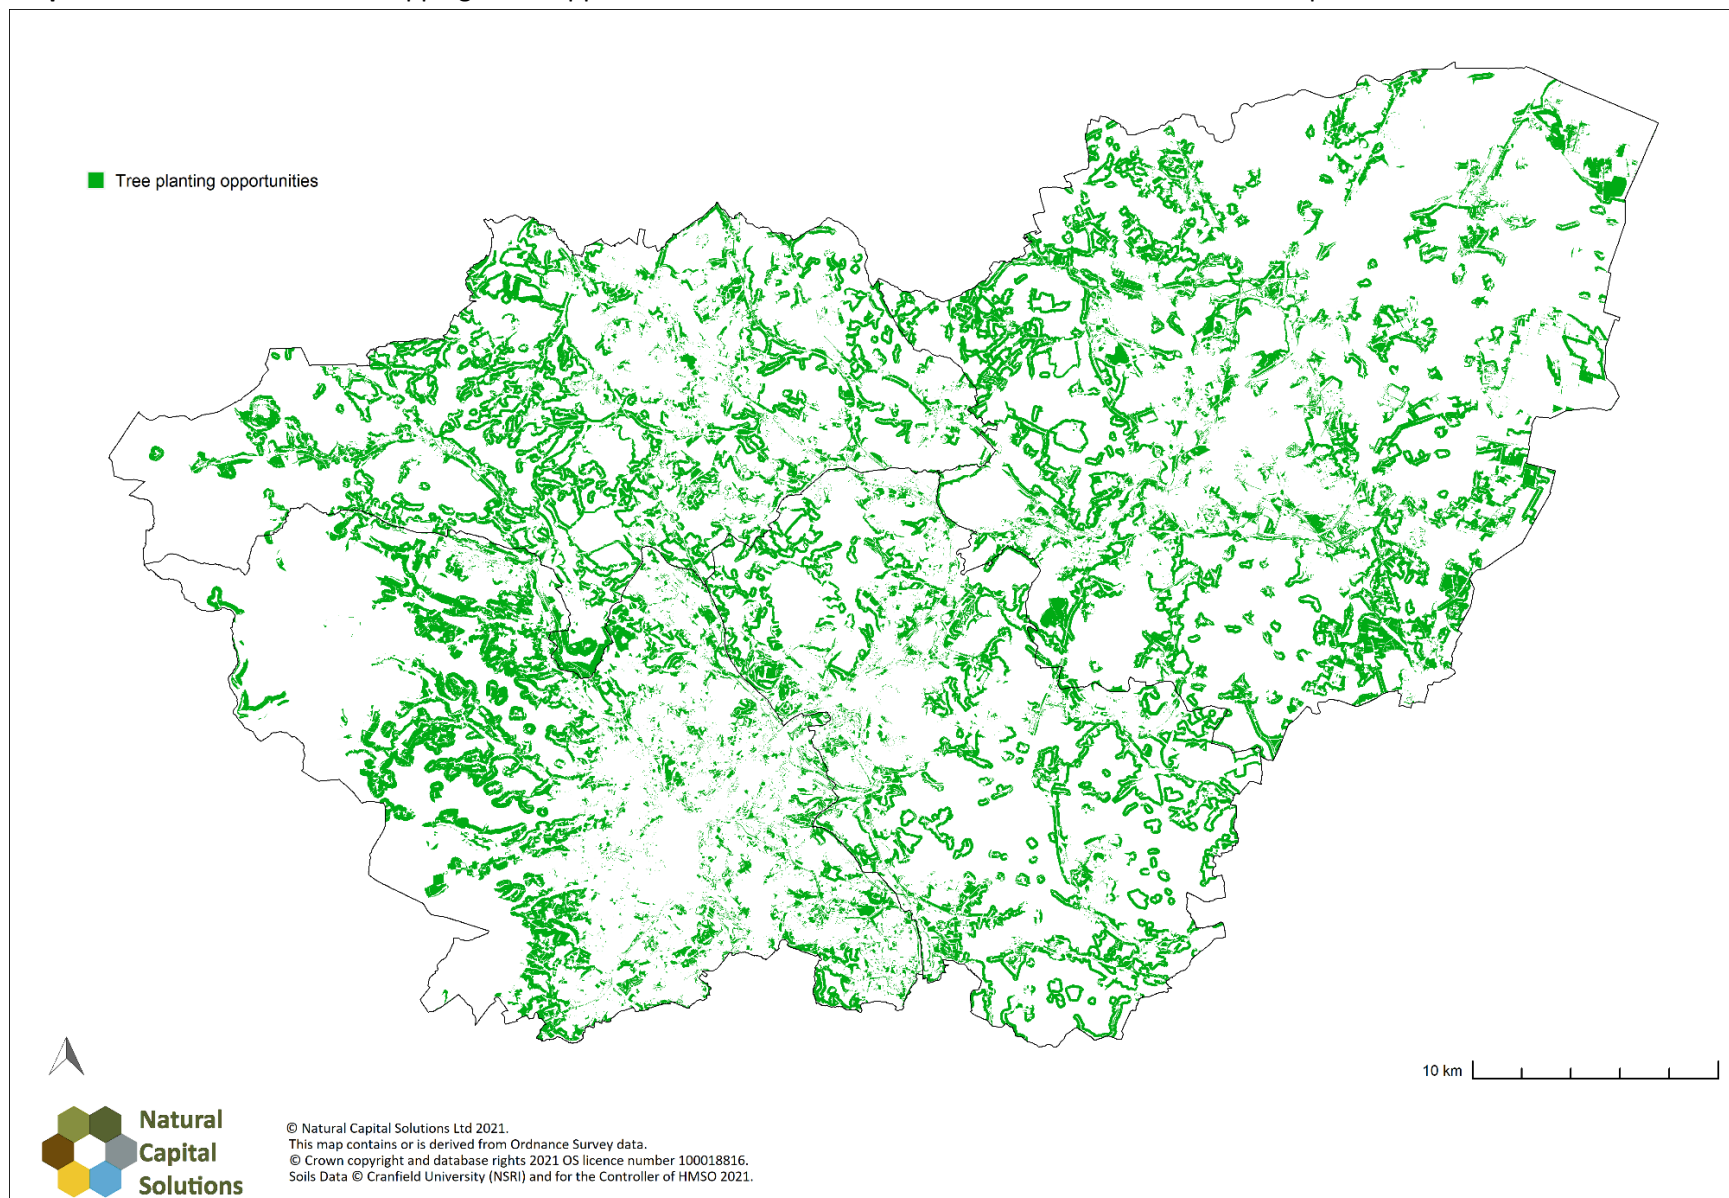 Tree planting opportunities
10 km
Natural
Capital
Solutions
© Natural Capital Solutions Ltd 2021.
This map contains or is derived from Ordnance Survey data.
© Crown copyright and database rights 2021 OS licence number 100018816.
Soils Data © Cranfield University (NSRI) and for the Controller of HMSO 2021.